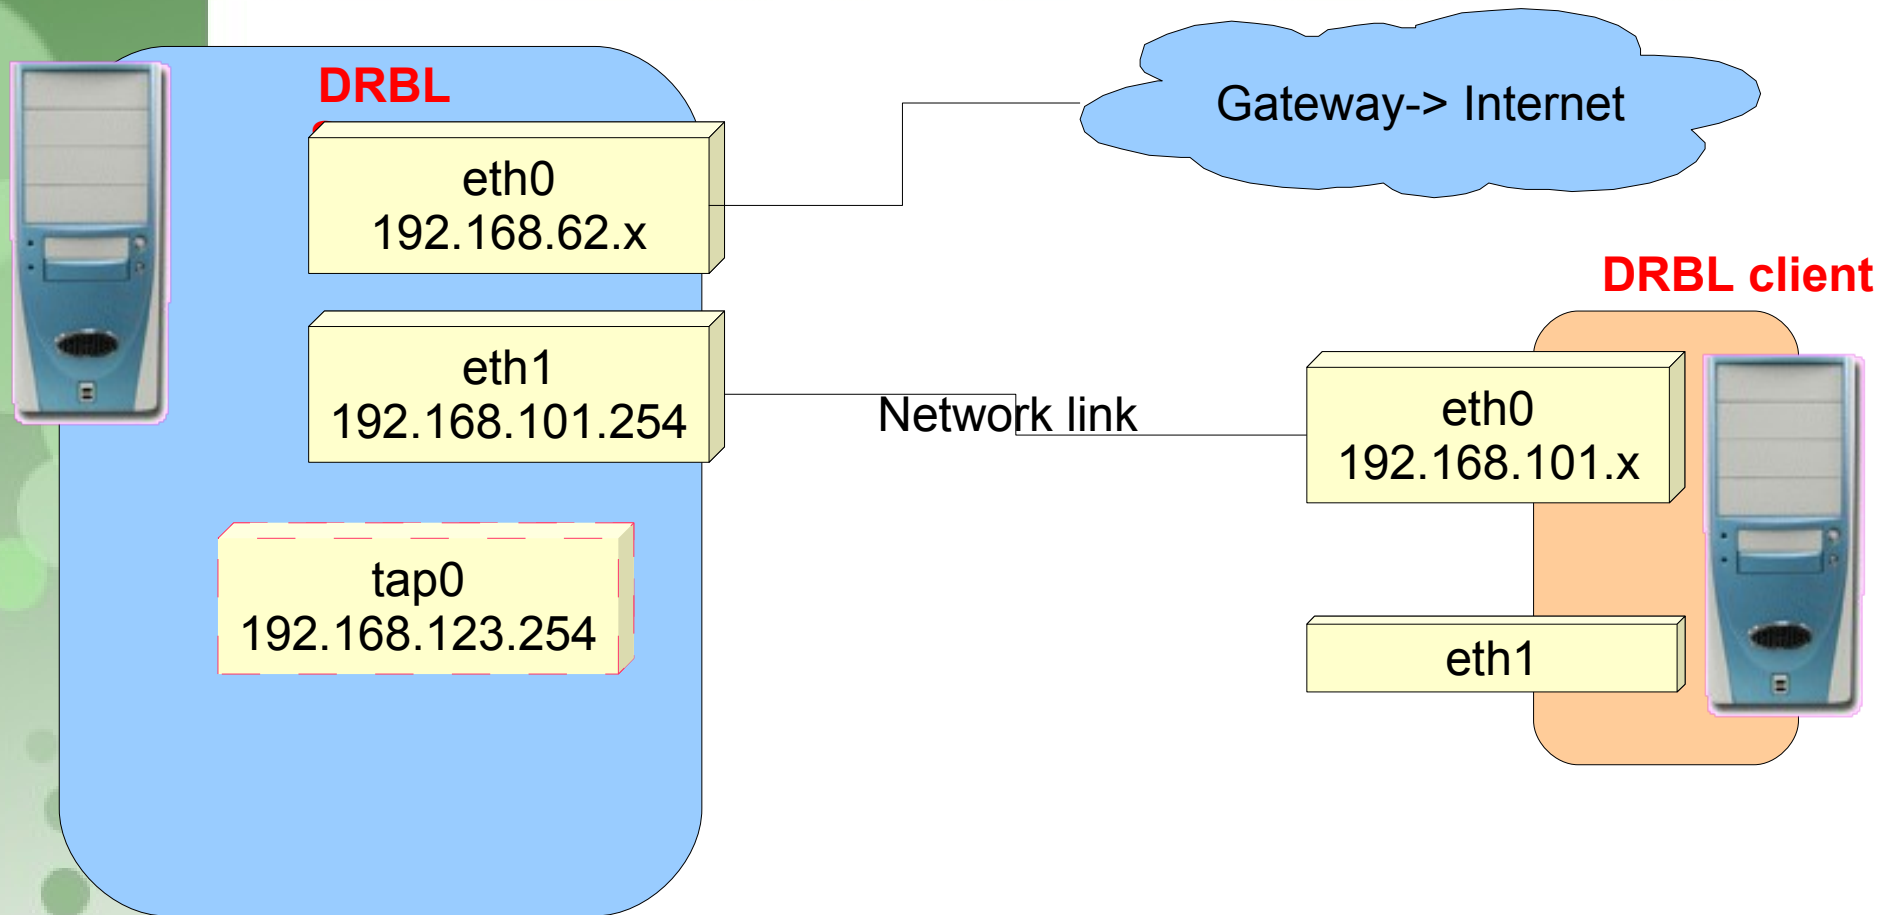 DRBL
eth0
192.168.62.x
Gateway-> Internet
eth1
192.168.101.254
Network link
DRBL client
eth0
192.168.101.x
tap0
192.168.123.254
eth1